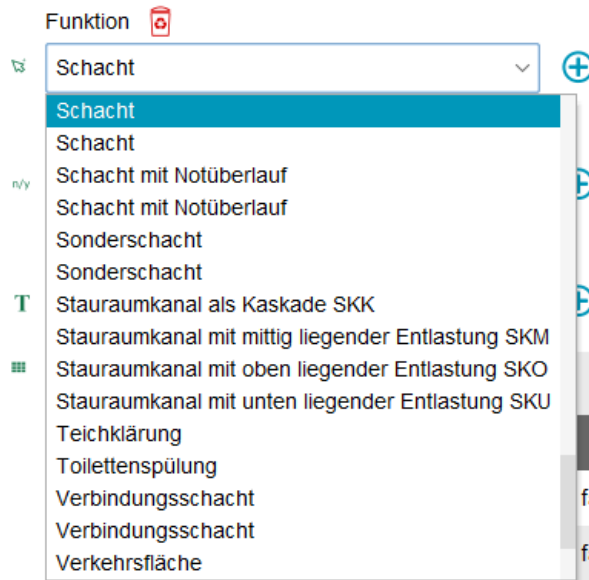 Funktion
Schacht
Schacht
Schacht
n/y
Schacht mit Notüberlauf
Schacht mit Notüberlauf
Sonderschacht
Sonderschacht
T
Stauraumkanal als Kaskade SKK
Stauraumkanal mit mittig liegender Entlastung SKM
Stauraumkanal mit oben liegender Entlastung SKO
Stauraumkanal mit unten liegender Entlastung SKU
Teichklärung
Toilettenspülung
Verbindungsschacht
Verbindungsschacht
Verkehrsfläche